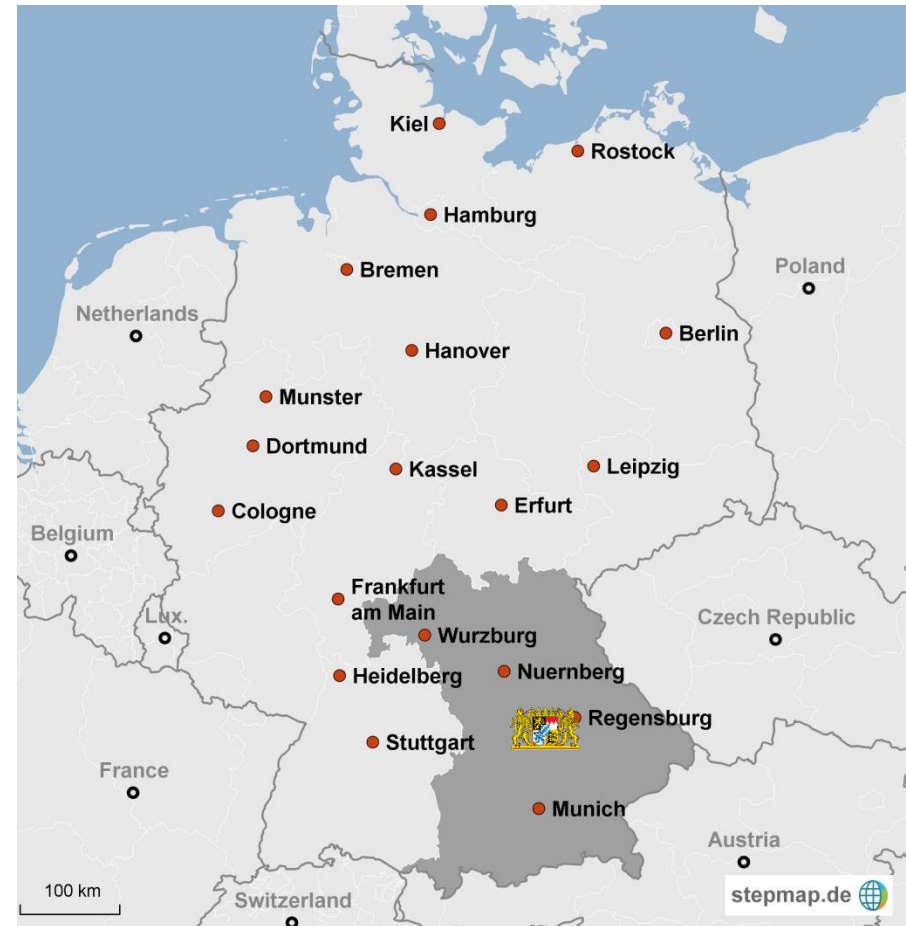 Kiel
Rostock
Hamburg
Bremen
Poland
Netherlands
Berlin
Hanover
Munster
Dortmund
Kassel
Leipzig
Erfurt
Cologne
Belgium
Frankfurt
am Main
Lux.
Czech Republic
Wurzburg
Heidelberg
Nuernberg
Regensburg
Stuttgart
France
Munich
Austria
100 km
Switzerland
stepmap.de